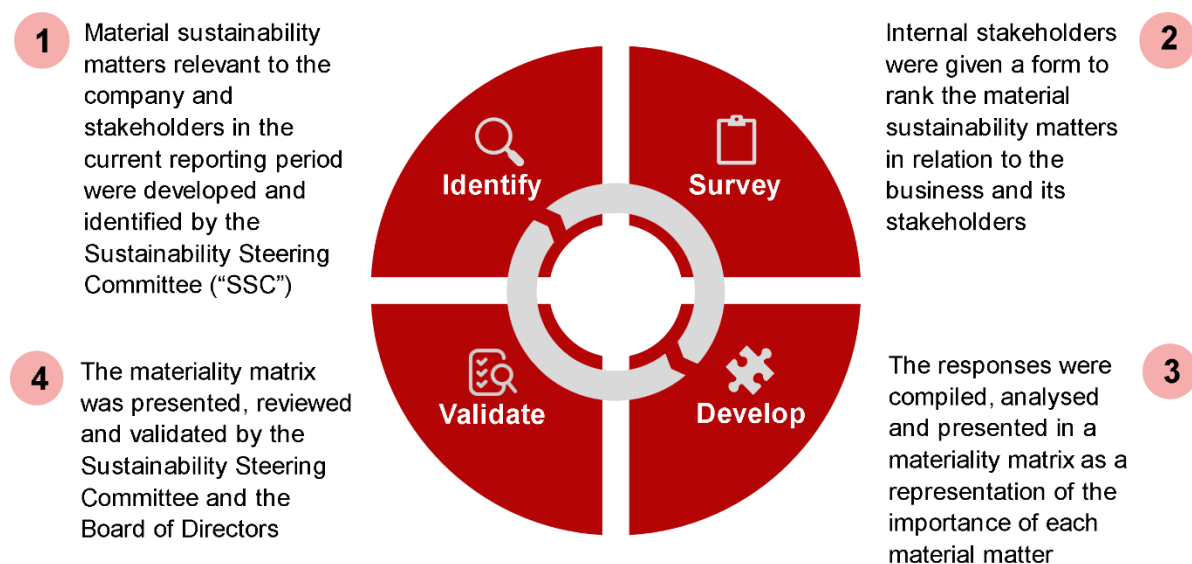 1
Material sustainability
matters relevant to the
company and
stakeholders in the
current reporting period
were developed and
identified by the
Sustainability Steering
Committee (“SSC”)
Identify
Survey
2
Internal stakeholders
were given a form to
rank the material
sustainability matters
in relation to the
business and its
stakeholders
Develop
3
The responses were
compiled, analysed
and presented in a
materiality matrix as a
representation of the
importance of each
material matter
Validate
4
The materiality matrix
was presented, reviewed
and validated by the
Sustainability Steering
Committee and the
Board of Directors